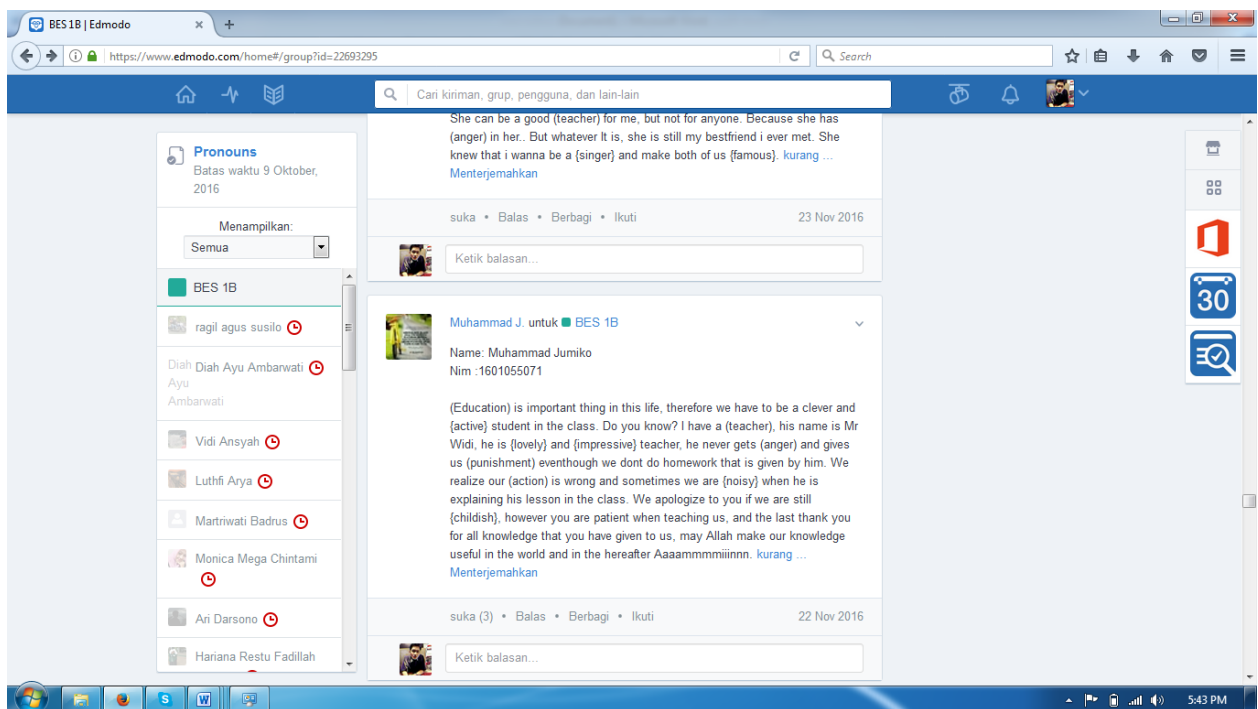 BES 1B | Edmodo
https://www.edmodo.com/home#/group?id=22693295
Search
Cari kiriman, grup, pengguna, dan lain-lain
Pronouns
Batas waktu 9 Oktober,
2016
Menampilkan:
Semua
BES 1B
ragil agus susilo
Diah
Ayu
Ambarwati
Diah Ayu Ambarwati
Vidi Ansyah
Luthfi Arya
Martriwati Badrus
Monica Mega Chintami
Ari Darsono
Hariana Restu Fadillah
She can be a good (teacher) for me, but not for anyone. Because she has
(anger) in her.. But whatever It is, she is still my bestfriend i ever met. She
knew that i wanna be a {singer} and make both of us {famous}. kurang ...
Menterjemahkan
suka • Balas • Berbagi • Ikuti
23 Nov 2016
Ketik balasan...
Muhammad J. untuk BES 1B
Name: Muhammad Jumiko
Nim :1601055071
(Education) is important thing in this life, therefore we have to be a clever and
{active} student in the class. Do you know? I have a (teacher), his name is Mr
Widi, he is {lovely} and {impressive} teacher, he never gets (anger) and gives
us (punishment) eventhough we dont do homework that is given by him. We
realize our (action) is wrong and sometimes we are {noisy} when he is
explaining his lesson in the class. We apologize to you if we are still
{childish}, however you are patient when teaching us, and the last thank you
for all knowledge that you have given to us, may Allah make our knowledge
useful in the world and in the hereafter Aaaammmmiiinnn. kurang ...
Menterjemahkan
suka (3) • Balas • Berbagi • Ikuti
22 Nov 2016
Ketik balasan...
30
5:43 PM